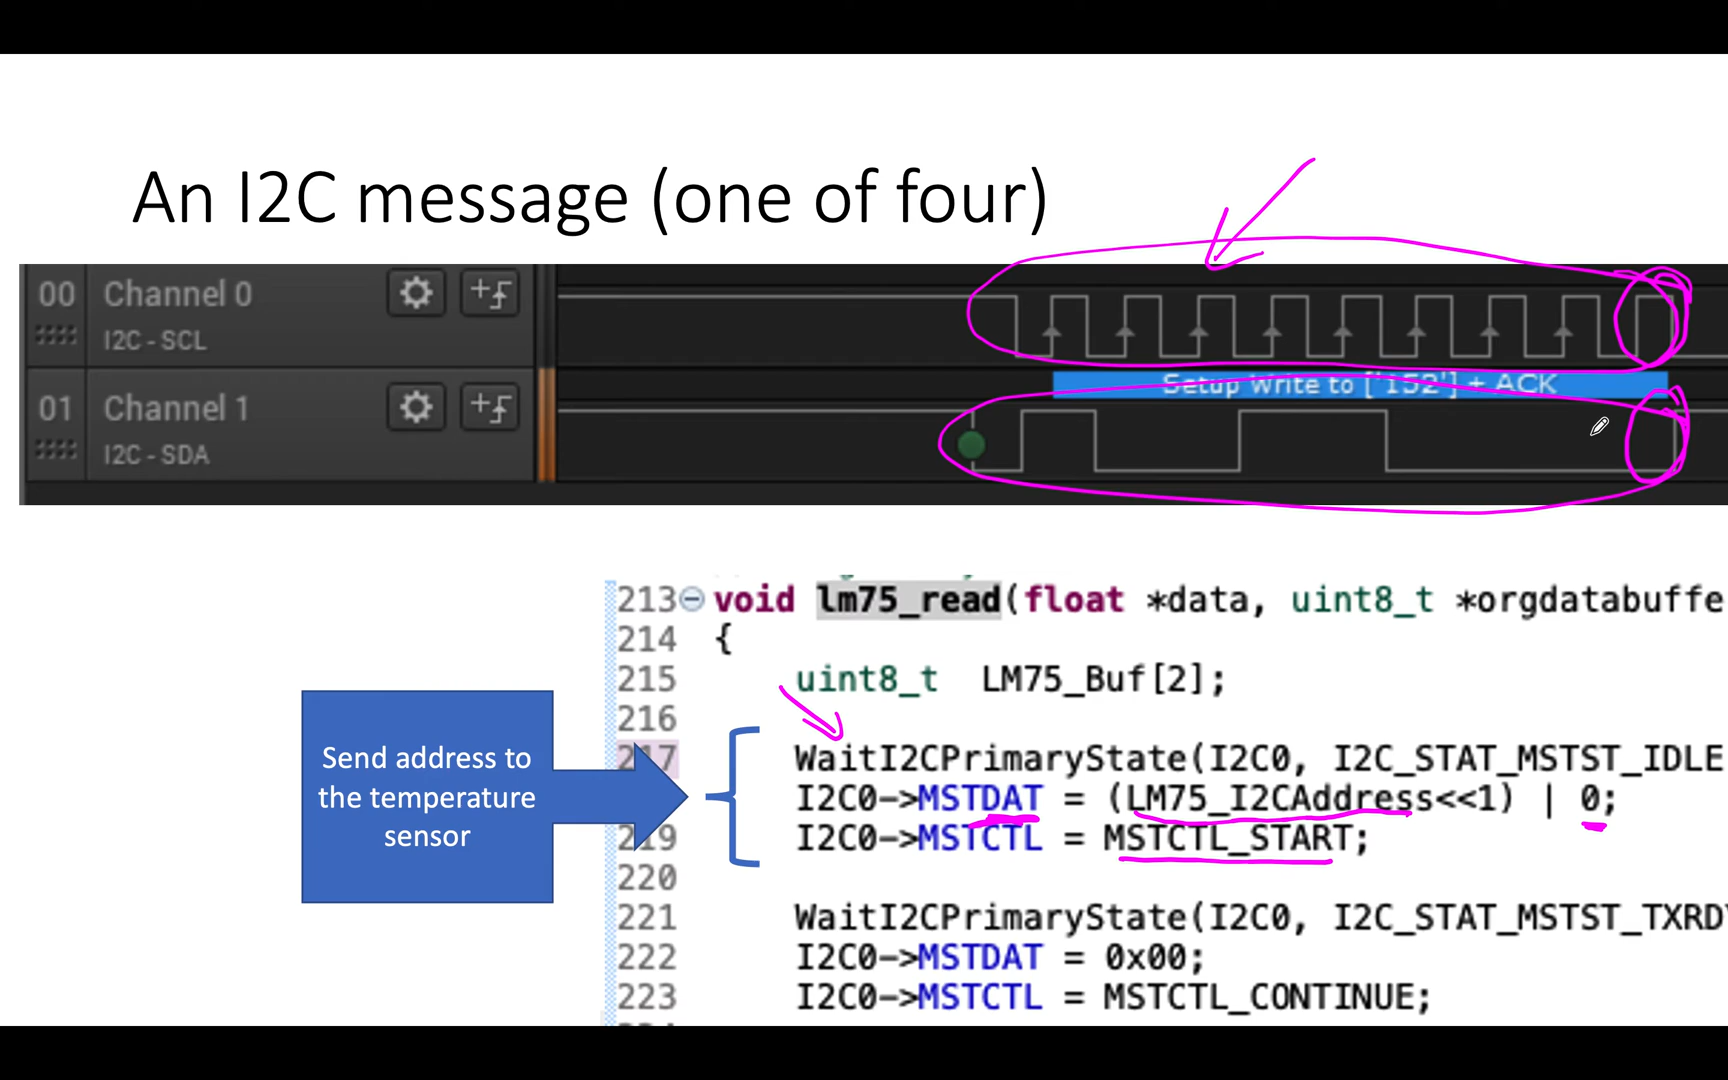 An I2C message (one of four)
00 Channel 0
I2C - SCL
Setup Write to ['152'] + ACK
01 Channel 1
I2C - SDA
213 void lm75_read(float *data, uint8_t *orgdatabuffe
214 {
215 uint8_t LM75_Buf[2];
216
217 WaitI2CPrimaryState(I2C0, I2C_STAT_MSTST_IDLE
I2C0->MSTDAT = (LM75_I2CAddress<<1) | 0;
219 I2C0->MSTCTL = MSTCTL_START;
220
221 WaitI2CPrimaryState(I2C0, I2C_STAT_MSTST_TXRDY
222 I2C0->MSTDAT = 0x00;
223 I2C0->MSTCTL = MSTCTL_CONTINUE;
Send address to
the temperature
sensor